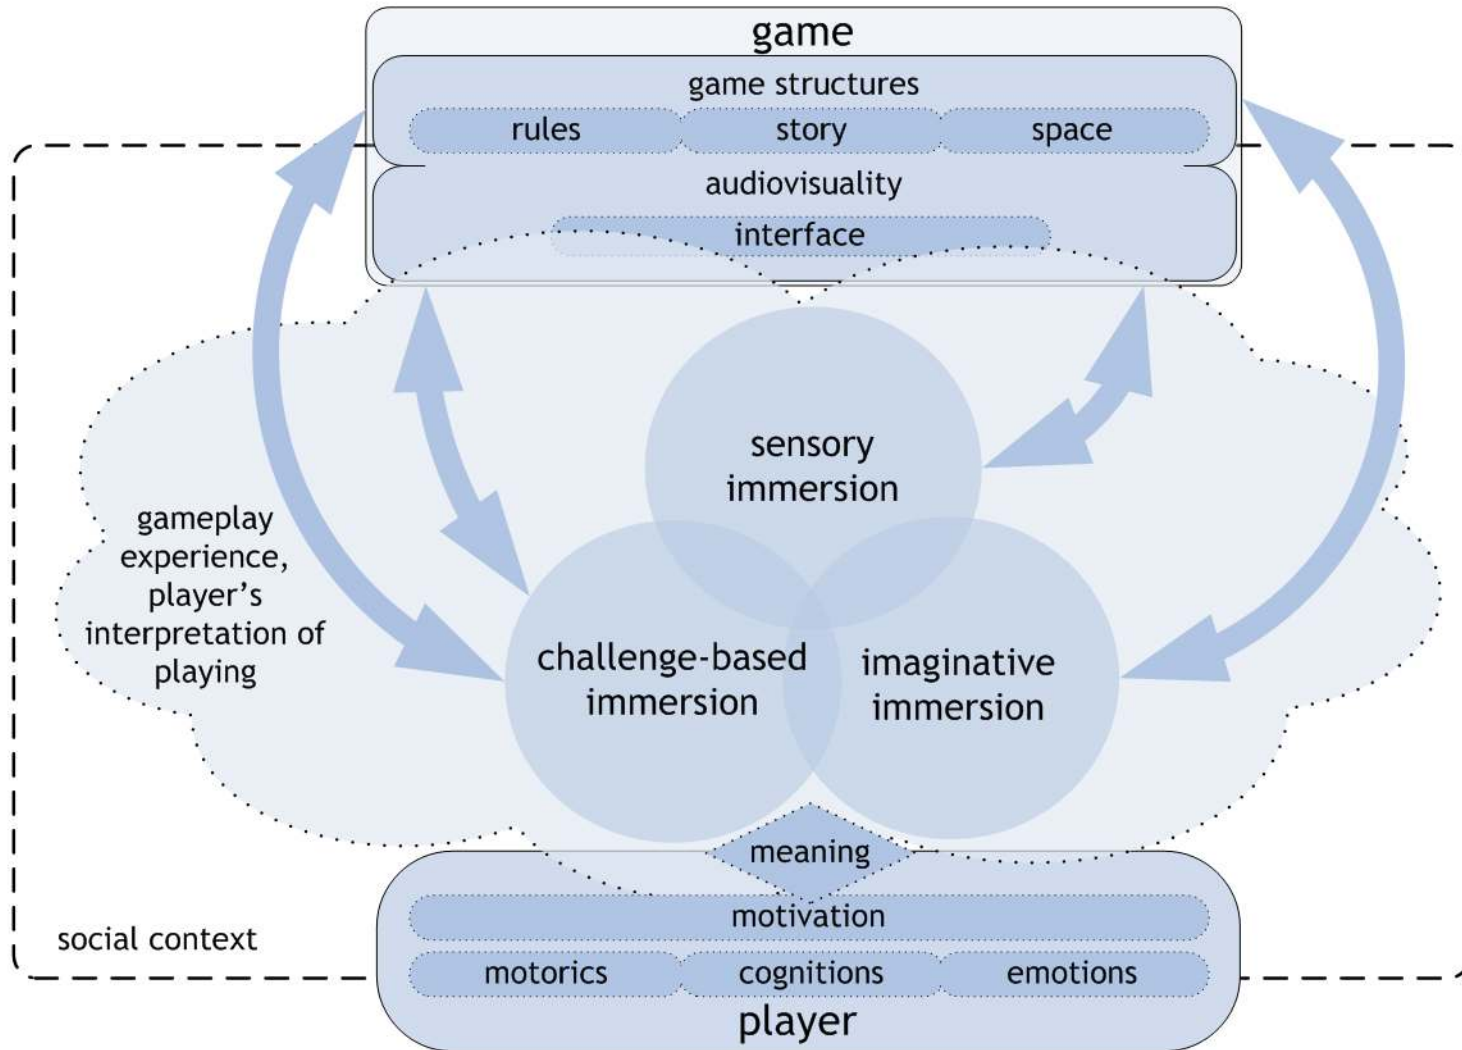 game
game structures
rules
story
space
audiovisuality
interface
sensory
immersion
gameplay
experience,
player’s
interpretation of
playing
challenge-based
immersion
imaginative
immersion
meaning
motivation
social context
motorics
cognitions
emotions
player